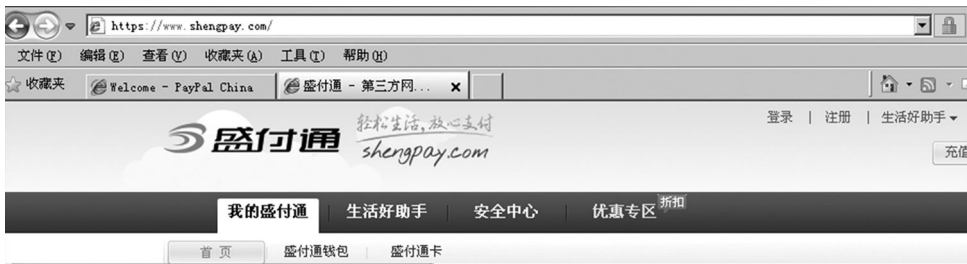 https://www.shengpay.com/
文件(F) 编辑(E) 查看(V) 收藏夹(A) 工具(T) 帮助(H)
收藏夹 Welcome - PayPal China 盛付通 - 第三方网...
登录 | 注册 | 生活好助手
盛付通 轻松生活,放心支付
shengpay.com
充值
我的盛付通 生活好助手 安全中心 优惠专区 折扣
首页 盛付通钱包 盛付通卡